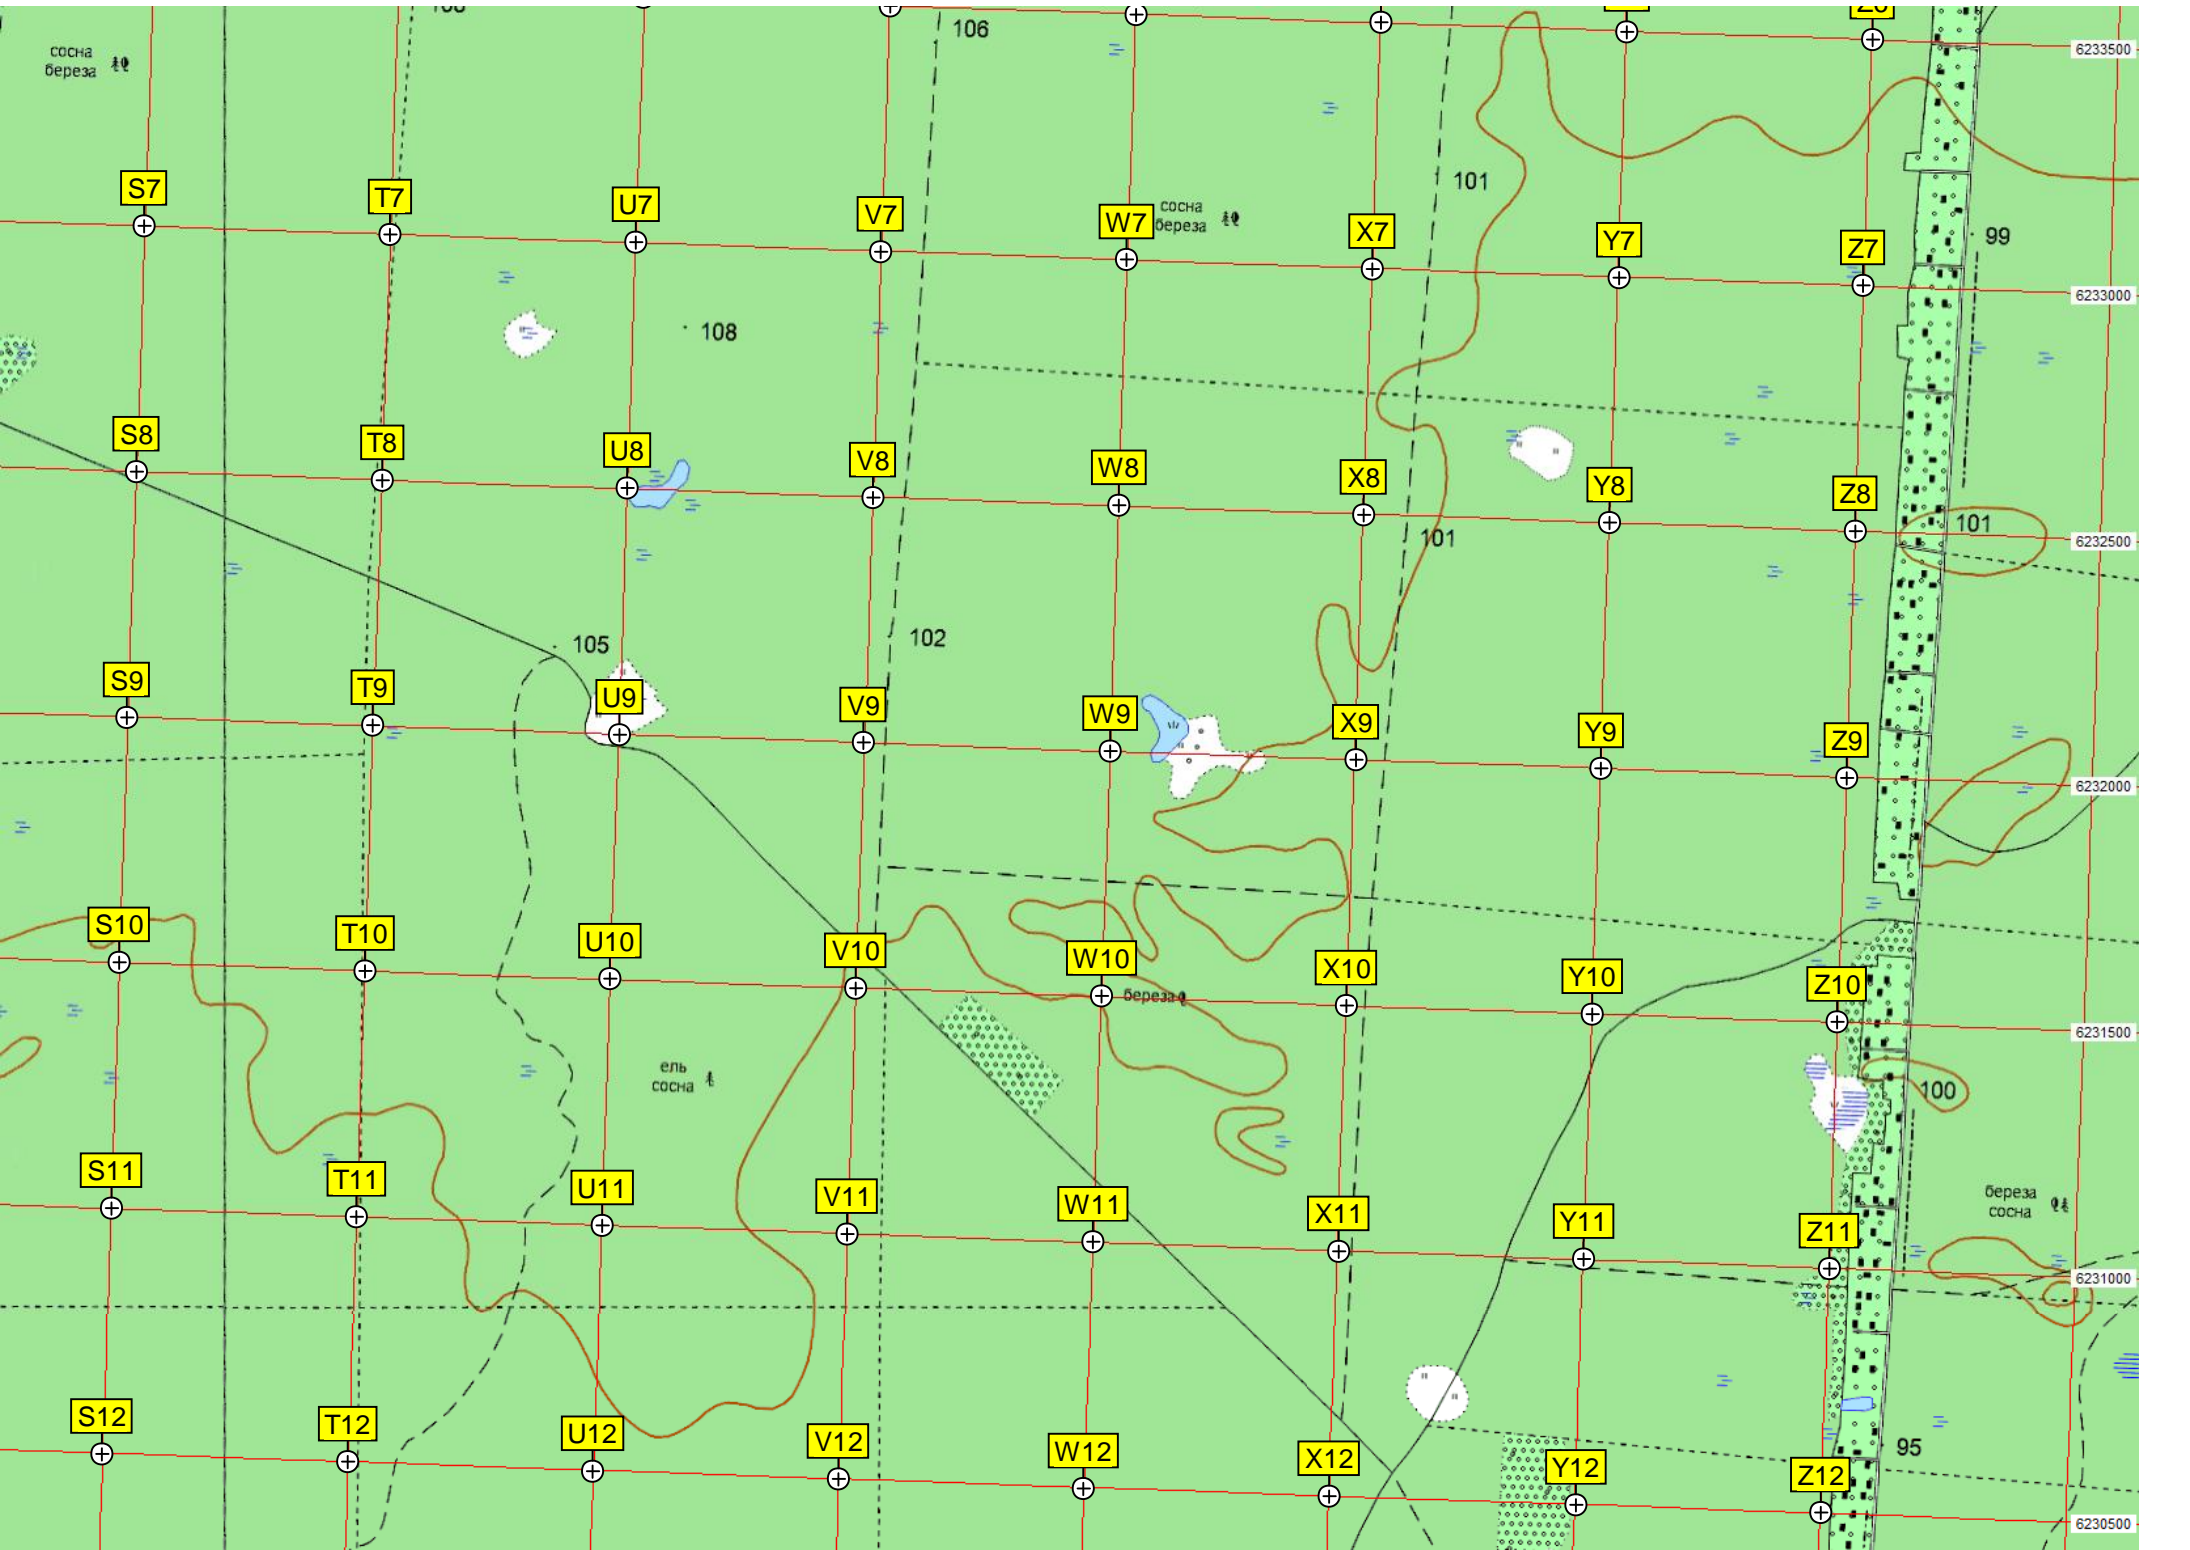 106
сосна
береза
6233500
101
S7
T7
U7
V7
W7
сосна
береза
X7
Y7
Z7
99
6233000
108
S8
T8
U8
V8
W8
X8
Y8
Z8
101
101
6232500
105
102
S9
T9
U9
V9
W9
X9
Y9
Z9
6232000
S10
T10
U10
V10
W10
береза
X10
Y10
Z10
6231500
ель
сосна
100
S11
T11
U11
V11
W11
X11
Y11
Z11
береза
сосна
6231000
S12
T12
U12
V12
W12
X12
Y12
Z12
95
6230500